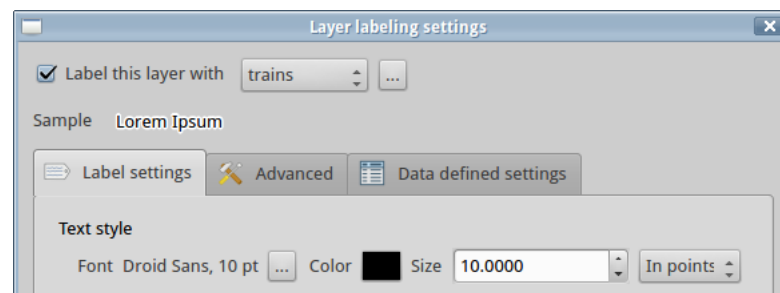 Layer labeling settings
Label this layer with trains ...
Sample Lorem Ipsum
Label settings Advanced Data defined settings
Text style
Font Droid Sans, 10 pt ... Color Size 10.0000 In points